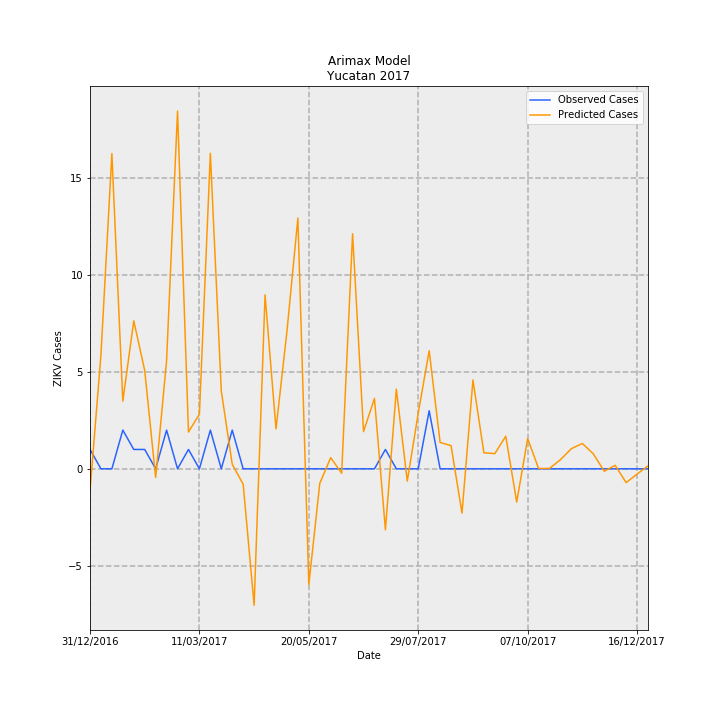 Arimax Model
Yucatan 2017
Observed Cases
Predicted Cases
ZIKV Cases
15
10
5
0
−5
31/12/2016
11/03/2017
20/05/2017
29/07/2017
07/10/2017
16/12/2017
Date